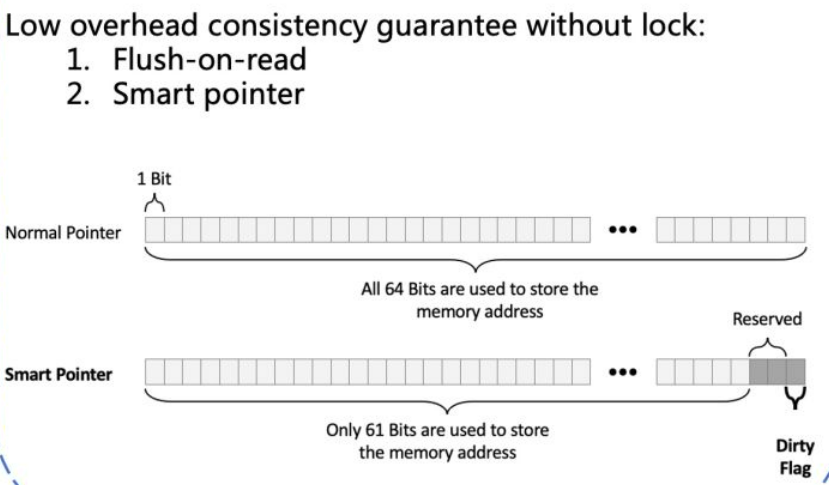 Low overhead consistency guarantee without lock:
1. Flush-on-read
2. Smart pointer
1 Bit
Normal Pointer
•••
All 64 Bits are used to store the
memory address
Reserved
Smart Pointer
•••
Only 61 Bits are used to store
the memory address
Dirty
Flag